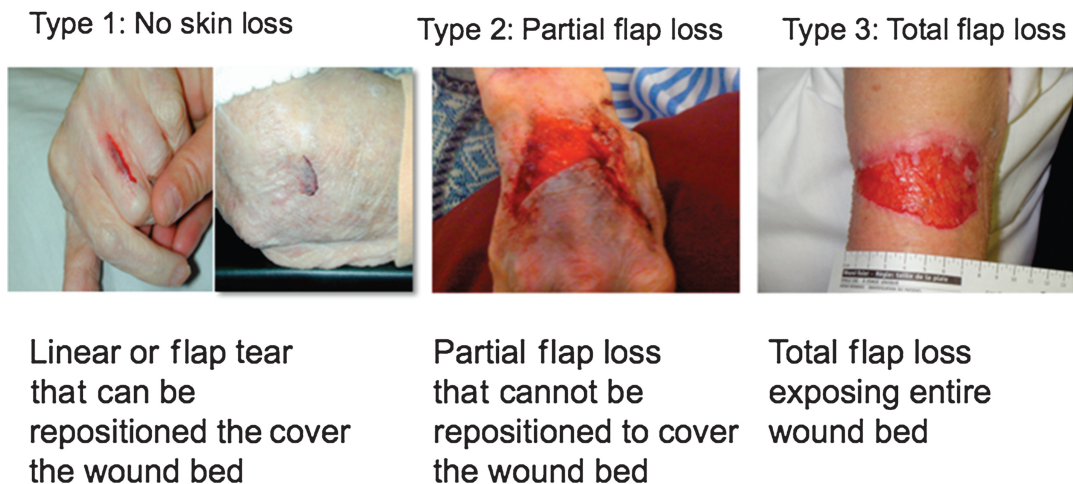 Type 1: No skin loss
Type 2: Partial flap loss
Type 3: Total flap loss
Linear or flap tear
that can be
repositioned the cover
the wound bed
Partial flap loss
that cannot be
repositioned to cover
the wound bed
Total flap loss
exposing entire
wound bed